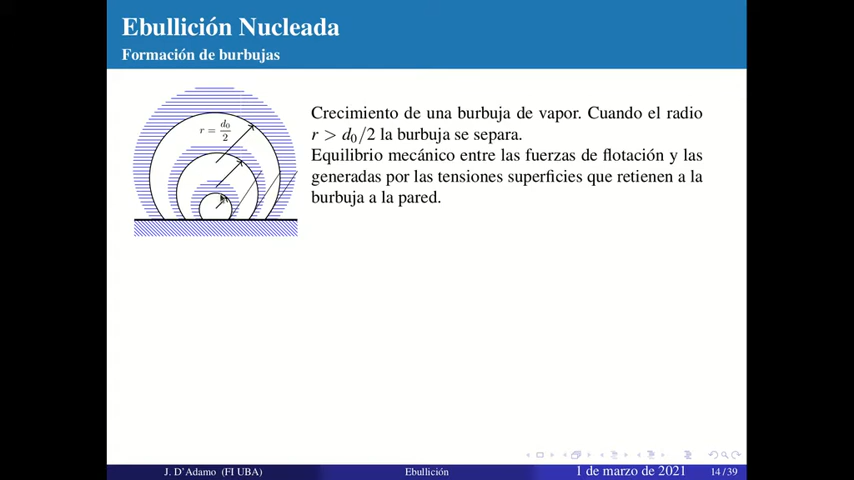 Ebullición Nucleada
Formación de burbujas
r = d0/2
Crecimiento de una burbuja de vapor. Cuando el radio
r > d0/2 la burbuja se separa.
Equilibrio mecánico entre las fuerzas de flotación y las
generadas por las tensiones superficies que retienen a la
burbuja a la pared.
J. D'Adamo (FI UBA)
Ebullición
1 de marzo de 2021
14 / 39